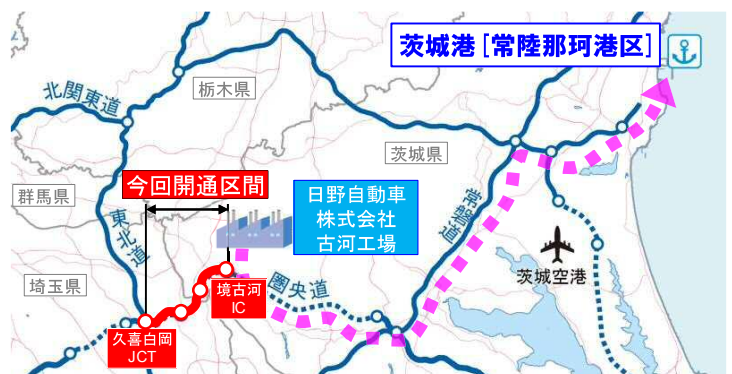 茨城港[常陸那珂港区]
北関東道
栃木県
茨城県
今回開通区間
群馬県
東北道
日野自動車
株式会社
古河工場
常磐道
埼玉県
境古河
IC
圏央道
茨城空港
久喜白岡
JCT